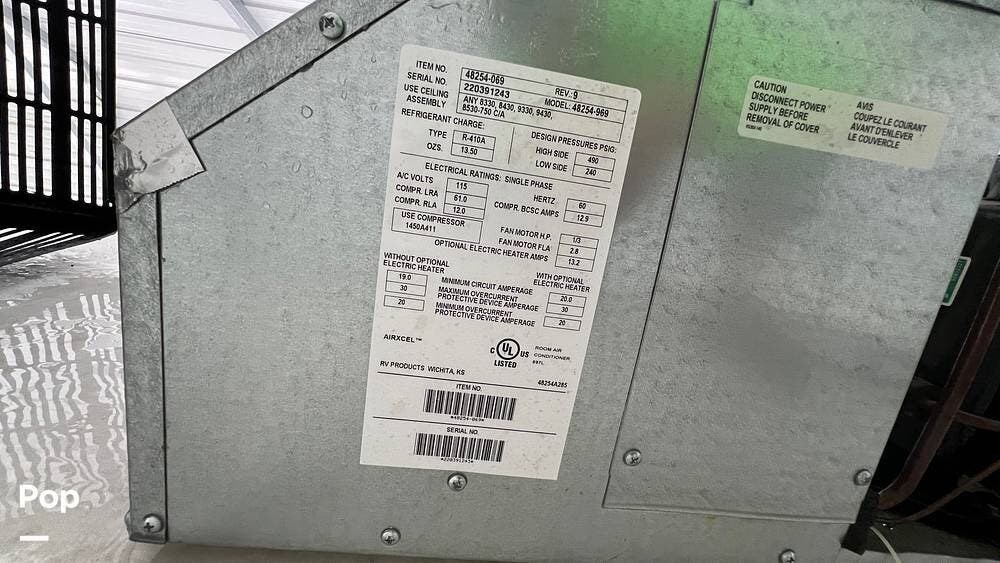 ITEM NO. 48254-069 REV.: 9
SERIAL NO. 220391243 MODEL: 48254-969
USE CEILING ASSEMBLY ANY 8330, 8430, 9330, 9430,
8530-750 C/A
REFRIGERANT CHARGE:
TYPE R-410A
OZS. 13.50
DESIGN PRESSURES PSIG:
HIGH SIDE 490
LOW SIDE 240
ELECTRICAL RATINGS: SINGLE PHASE
A/C VOLTS 115
COMPR. LRA 61.0
COMPR. RLA 12.0
USE COMPRESSOR
1450A411
HERTZ 60
COMPR. BCSC AMPS 12.9
FAN MOTOR H.P. 1/3
FAN MOTOR FLA 2.8
OPTIONAL ELECTRIC HEATER AMPS 13.2
WITHOUT OPTIONAL
ELECTRIC HEATER
WITH OPTIONAL
ELECTRIC HEATER
19.0 MINIMUM CIRCUIT AMPERAGE 20.0
30 MAXIMUM OVERCURRENT
PROTECTIVE DEVICE AMPERAGE 30
20 MINIMUM OVERCURRENT
PROTECTIVE DEVICE AMPERAGE 20
AIRXCEL™
C UL US
LISTED
ROOM AIR
CONDITIONER
897L
RV PRODUCTS WICHITA, KS
48254A285
ITEM NO.
*48254-069*
SERIAL NO.
*220391243*
CAUTION
DISCONNECT POWER
SUPPLY BEFORE
REMOVAL OF COVER
AVIS
COUPEZ LE COURANT
AVANT D'ENLEVER
LE COUVERCLE
Pop